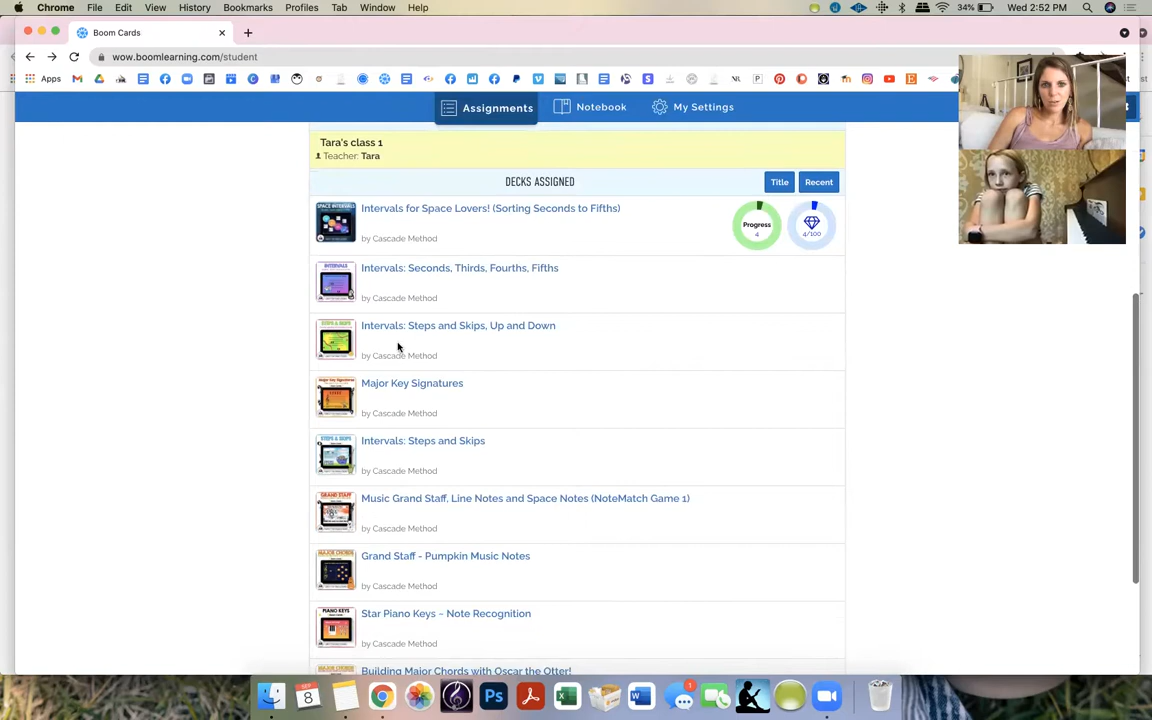 Chrome File Edit View History Bookmarks Profiles Tab Window Help
34% Wed 2:52 PM
Boom Cards
wow.boomlearning.com/student
Apps
Assignments Notebook My Settings
Tara's class 1
Teacher: Tara
DECKS ASSIGNED
Title Recent
Intervals for Space Lovers! (Sorting Seconds to Fifths)
by Cascade Method
Progress
4
4/100
Intervals: Seconds, Thirds, Fourths, Fifths
by Cascade Method
Intervals: Steps and Skips, Up and Down
by Cascade Method
Major Key Signatures
by Cascade Method
Intervals: Steps and Skips
by Cascade Method
Music Grand Staff, Line Notes and Space Notes (NoteMatch Game 1)
by Cascade Method
Grand Staff - Pumpkin Music Notes
by Cascade Method
Star Piano Keys ~ Note Recognition
by Cascade Method
Building Major Chords with Oscar the Otter!
SEP
8
Ps
1